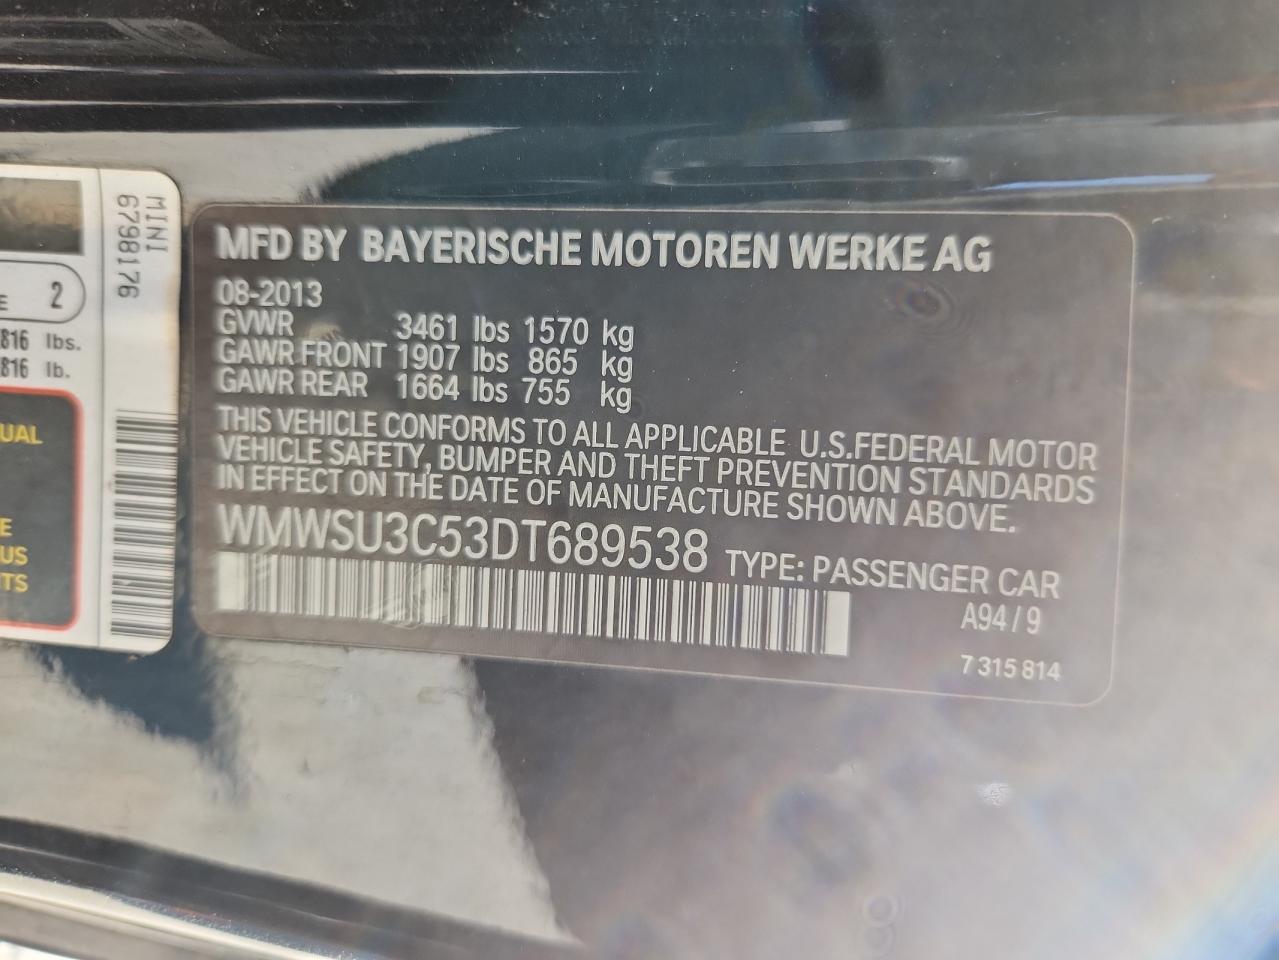 MINI
6798176
E 2
816 lbs.
816 lb.
UAL
E
US
TS
MFD BY BAYERISCHE MOTOREN WERKE AG
08-2013
GVWR 3461 lbs 1570 kg
GAWR FRONT 1907 lbs 865 kg
GAWR REAR 1664 lbs 755 kg
THIS VEHICLE CONFORMS TO ALL APPLICABLE U.S.FEDERAL MOTOR
VEHICLE SAFETY, BUMPER AND THEFT PREVENTION STANDARDS
IN EFFECT ON THE DATE OF MANUFACTURE SHOWN ABOVE.
WMWSU3C53DT689538 TYPE: PASSENGER CAR
A94/9
7 315 814